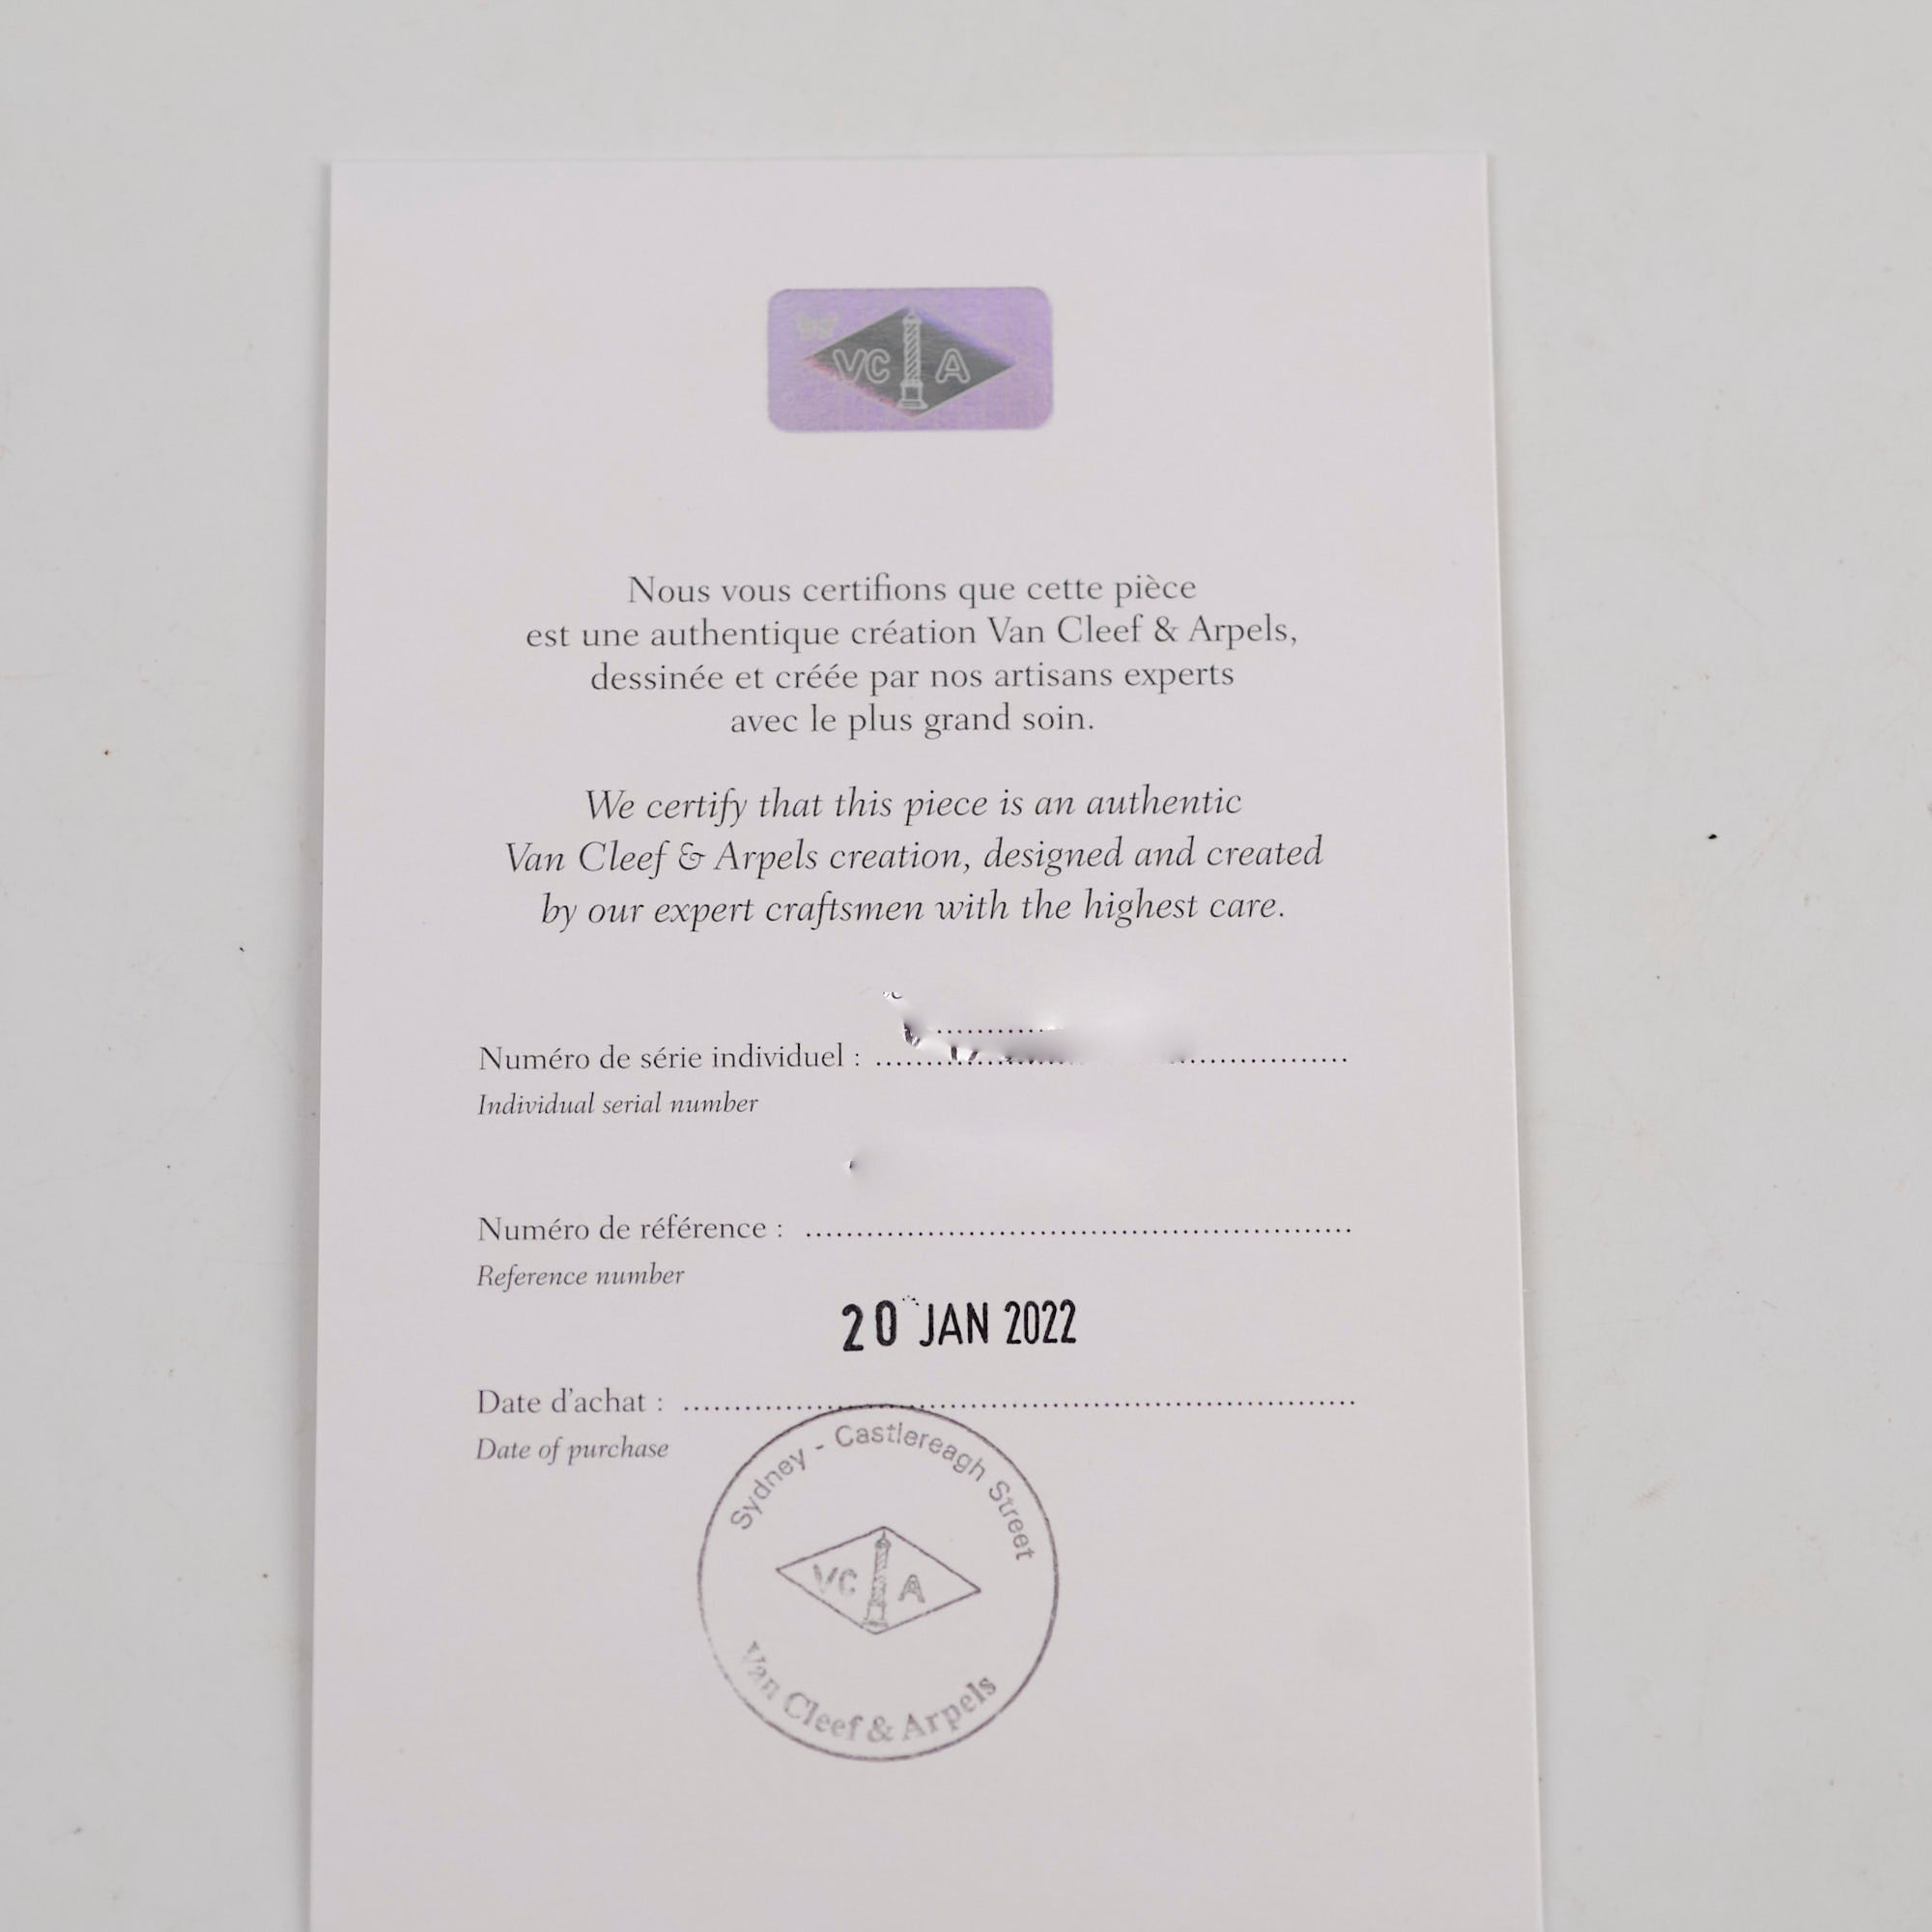 VC A
Nous vous certifions que cette pièce
est une authentique création Van Cleef & Arpels,
dessinée et créée par nos artisans experts
avec le plus grand soin.
We certify that this piece is an authentic
Van Cleef & Arpels creation, designed and created
by our expert craftsmen with the highest care.
Numéro de série individuel : ..............................
Individual serial number
Numéro de référence : ..............................
Reference number
20 JAN 2022
Date d'achat : ..............................
Date of purchase
Sydney - Castlereagh Street
VC A
Van Cleef & Arpels